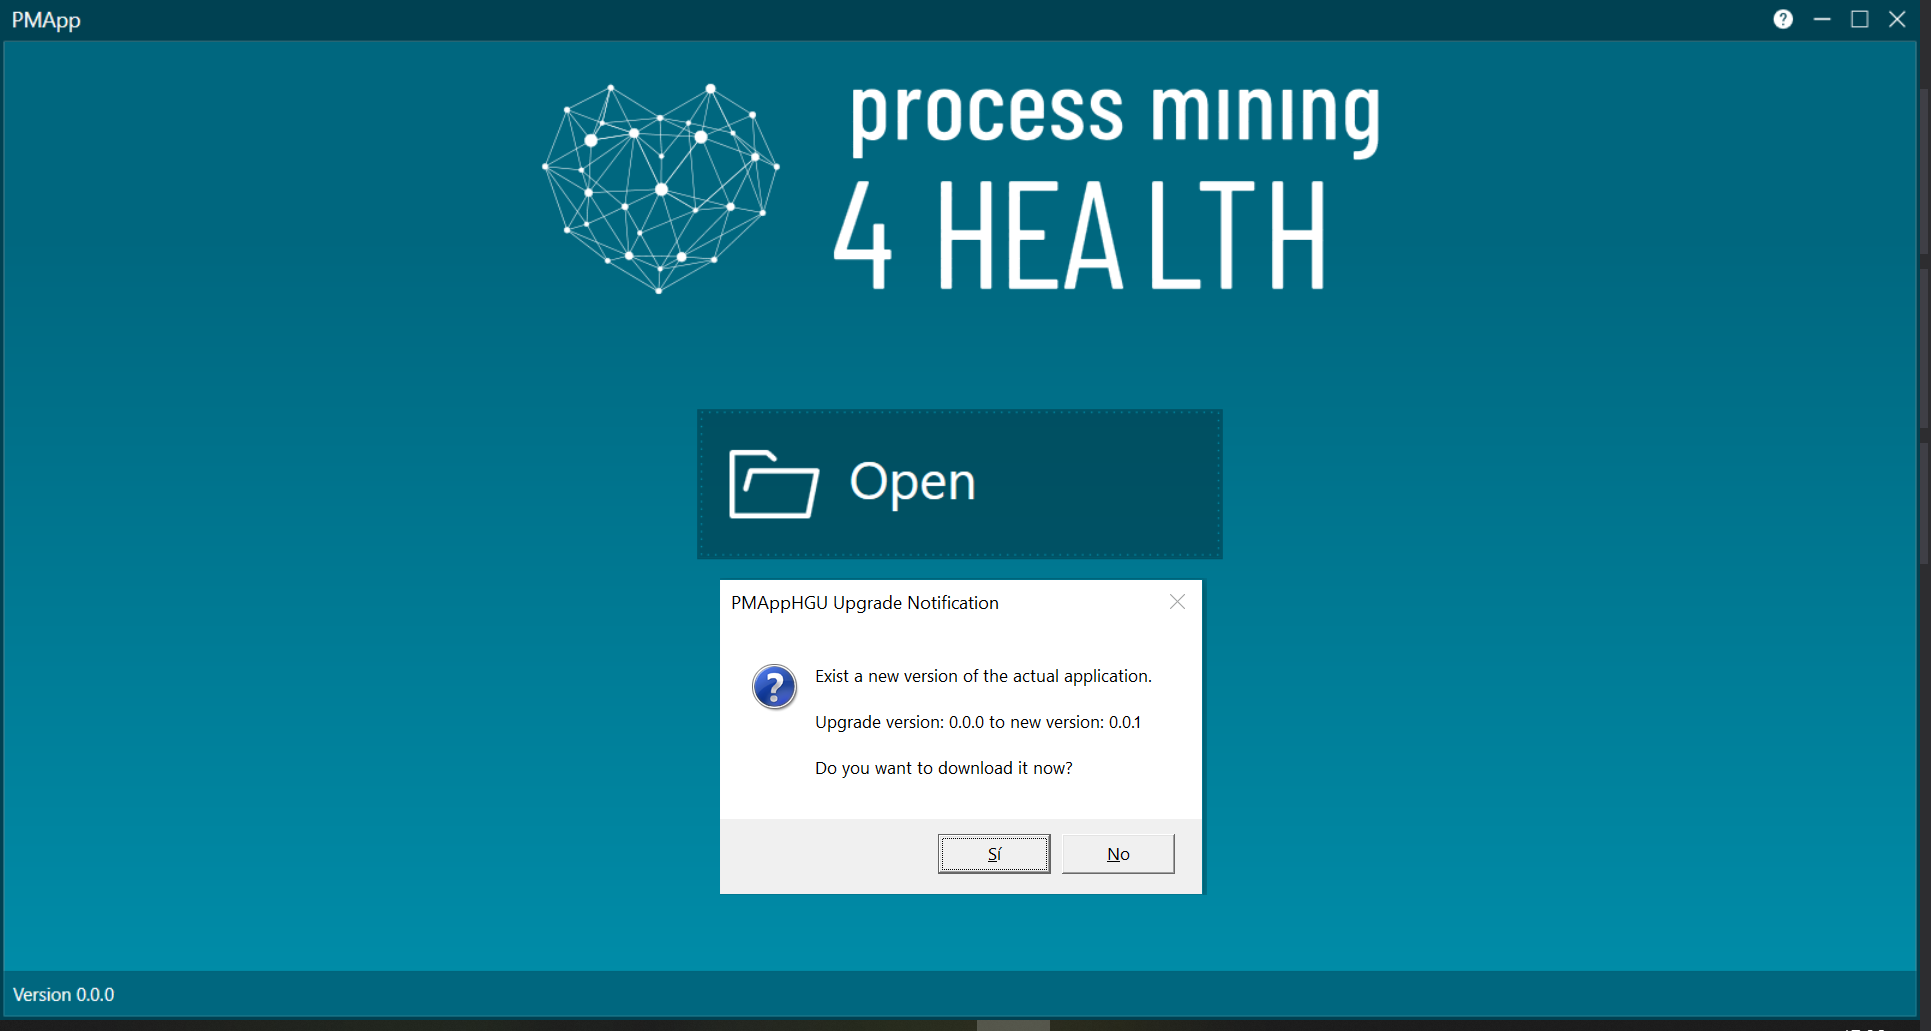 PMApp
process mining
4 HEALTH
Open
PMAppHGU Upgrade Notification
Exist a new version of the actual application.
Upgrade version: 0.0.0 to new version: 0.0.1
Do you want to download it now?
Sí
No
Version 0.0.0